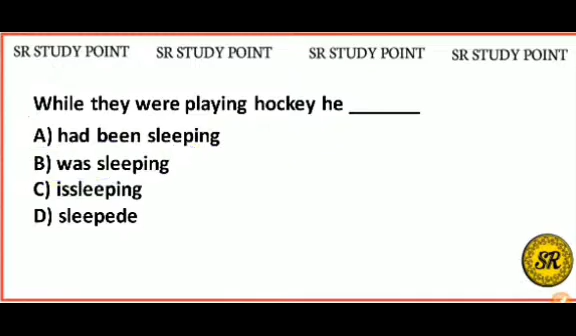 SR STUDY POINT SR STUDY POINT SR STUDY POINT SR STUDY POINT
While they were playing hockey he _______
A) had been sleeping
B) was sleeping
C) issleeping
D) sleepede
SR